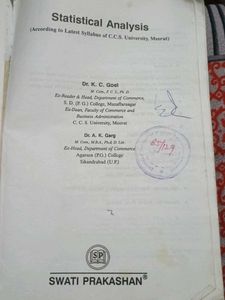 Statistical Analysis
(According to Latest Syllabus of C.C.S. University, Meerut)
Dr. K. C. Goel
M. Com., F. C. S., Ph. D.
Ex-Reader & Head, Department of Commerce,
S. D. (P. G.) College, Muzaffarnagar
Ex-Dean, Faculty of Commerce and
Business Administration
C. C. S. University, Meerut
Dr. A. K. Garg
M. Com., M.B.A., Ph.D. Litt.
Ex-Head, Department of Commerce
Agarsen (P.G.) College
Sikandrabad (U.P.)
SP
SWATI PRAKASHAN®